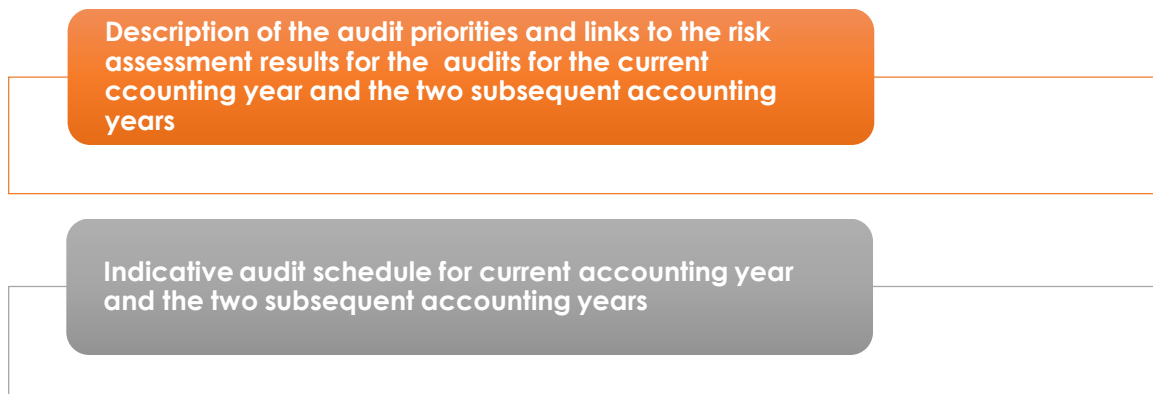 Description of the audit priorities and links to the risk
assessment results for the  audits for the current
ccounting year and the two subsequent accounting
years
Indicative audit schedule for current accounting year
and the two subsequent accounting years